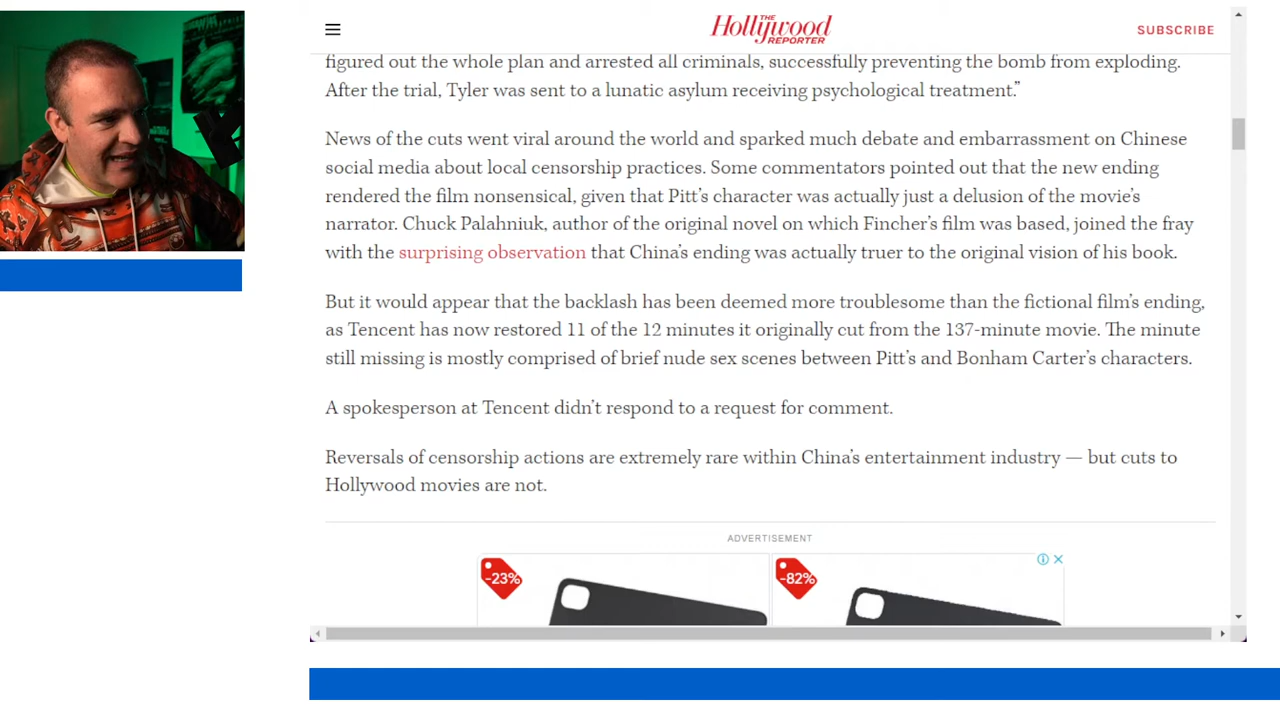 THE
Hollywood
REPORTER
SUBSCRIBE
figured out the whole plan and arrested all criminals, successfully preventing the bomb from exploding.
After the trial, Tyler was sent to a lunatic asylum receiving psychological treatment.”
News of the cuts went viral around the world and sparked much debate and embarrassment on Chinese
social media about local censorship practices. Some commentators pointed out that the new ending
rendered the film nonsensical, given that Pitt’s character was actually just a delusion of the movie’s
narrator. Chuck Palahniuk, author of the original novel on which Fincher’s film was based, joined the fray
with the surprising observation that China’s ending was actually truer to the original vision of his book.
But it would appear that the backlash has been deemed more troublesome than the fictional film’s ending,
as Tencent has now restored 11 of the 12 minutes it originally cut from the 137-minute movie. The minute
still missing is mostly comprised of brief nude sex scenes between Pitt’s and Bonham Carter’s characters.
A spokesperson at Tencent didn’t respond to a request for comment.
Reversals of censorship actions are extremely rare within China’s entertainment industry — but cuts to
Hollywood movies are not.
ADVERTISEMENT
-23%
-82%